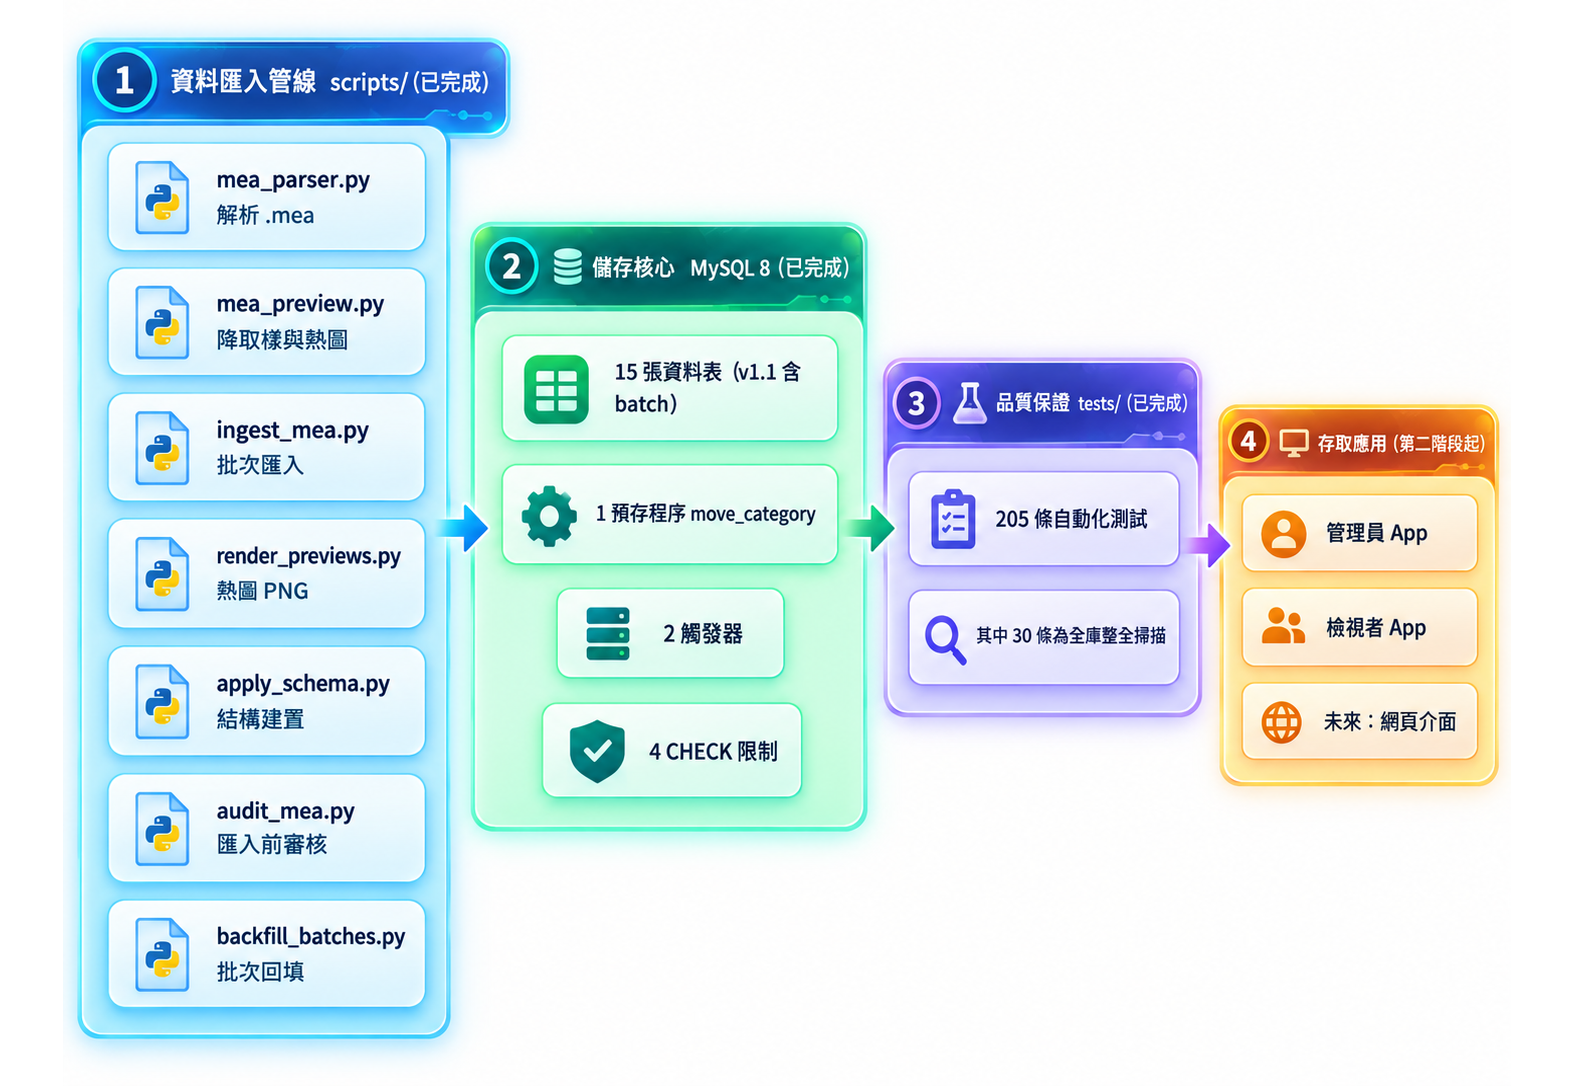 1 資料匯入管線 scripts/ (已完成)
mea_parser.py
解析 .mea
mea_preview.py
降取樣與熱圖
ingest_mea.py
批次匯入
render_previews.py
熱圖 PNG
apply_schema.py
結構建置
audit_mea.py
匯入前審核
backfill_batches.py
批次回填
2 儲存核心 MySQL 8 (已完成)
15 張資料表 (v1.1 含
batch)
1 預存程序 move_category
2 觸發器
4 CHECK 限制
3 品質保證 tests/ (已完成)
205 條自動化測試
其中 30 條為全庫整全掃描
4 存取應用 (第二階段起)
管理員 App
檢視者 App
未來：網頁介面